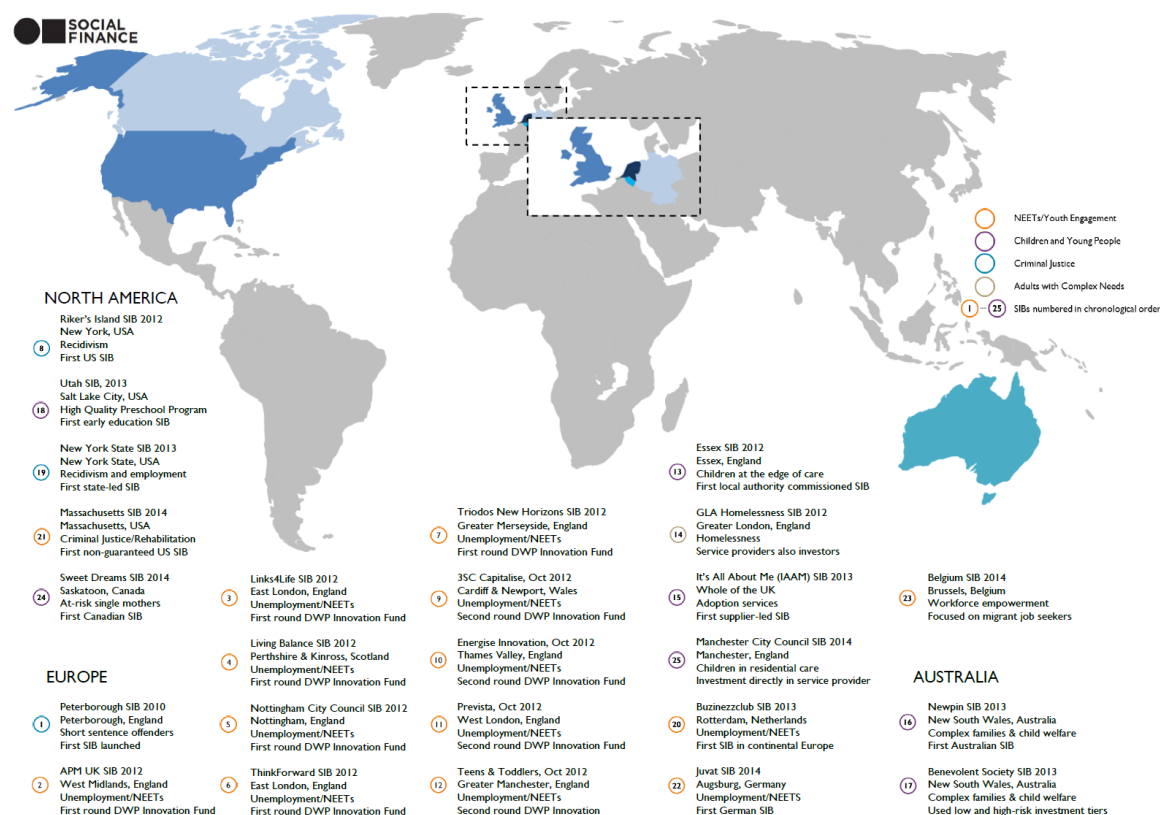 SOCIAL
FINANCE
NEETs/Youth Engagement
Children and Young People
Criminal Justice
Adults with Complex Needs
1 – 25 SIBs numbered in chronological order
NORTH AMERICA
8
Riker's Island SIB 2012
New York, USA
Recidivism
First US SIB
18
Utah SIB, 2013
Salt Lake City, USA
High Quality Preschool Program
First early education SIB
19
New York State SIB 2013
New York State, USA
Recidivism and employment
First state-led SIB
21
Massachusetts SIB 2014
Massachusetts, USA
Criminal Justice/Rehabilitation
First non-guaranteed US SIB
24
Sweet Dreams SIB 2014
Saskatoon, Canada
At-risk single mothers
First Canadian SIB
EUROPE
1
Peterborough SIB 2010
Peterborough, England
Short sentence offenders
First SIB launched
2
APM UK SIB 2012
West Midlands, England
Unemployment/NEETs
First round DWP Innovation Fund
3
Links4Life SIB 2012
East London, England
Unemployment/NEETs
First round DWP Innovation Fund
4
Living Balance SIB 2012
Perthshire & Kinross, Scotland
Unemployment/NEETs
First round DWP Innovation Fund
5
Nottingham City Council SIB 2012
Nottingham, England
Unemployment/NEETs
First round DWP Innovation Fund
6
ThinkForward SIB 2012
East London, England
Unemployment/NEETs
First round DWP Innovation Fund
7
Triodos New Horizons SIB 2012
Greater Merseyside, England
Unemployment/NEETs
First round DWP Innovation Fund
9
3SC Capitalise, Oct 2012
Cardiff & Newport, Wales
Unemployment/NEETs
Second round DWP Innovation Fund
10
Energise Innovation, Oct 2012
Thames Valley, England
Unemployment/NEETs
Second round DWP Innovation Fund
11
Prevista, Oct 2012
West London, England
Unemployment/NEETs
Second round DWP Innovation Fund
12
Teens & Toddlers, Oct 2012
Greater Manchester, England
Unemployment/NEETs
Second round DWP Innovation
13
Essex SIB 2012
Essex, England
Children at the edge of care
First local authority commissioned SIB
14
GLA Homelessness SIB 2012
Greater London, England
Homelessness
Service providers also investors
15
It's All About Me (IAAM) SIB 2013
Whole of the UK
Adoption services
First supplier-led SIB
25
Manchester City Council SIB 2014
Manchester, England
Children in residential care
Investment directly in service provider
20
Buzinezzclub SIB 2013
Rotterdam, Netherlands
Unemployment/NEETs
First SIB in continental Europe
22
Juvat SIB 2014
Augsburg, Germany
Unemployment/NEETS
First German SIB
23
Belgium SIB 2014
Brussels, Belgium
Workforce empowerment
Focused on migrant job seekers
AUSTRALIA
16
Newpin SIB 2013
New South Wales, Australia
Complex families & child welfare
First Australian SIB
17
Benevolent Society SIB 2013
New South Wales, Australia
Complex families & child welfare
Used low and high-risk investment tiers